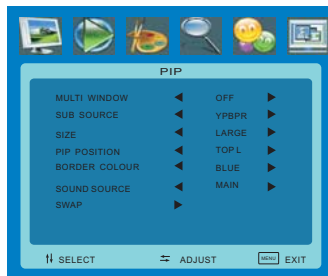 PIP
MULTI WINDOW OFF
SUB SOURCE YPBPR
SIZE LARGE
PIP POSITION TOP L
BORDER COLOUR BLUE
SOUND SOURCE MAIN
SWAP
SELECT ADJUST MENU EXIT